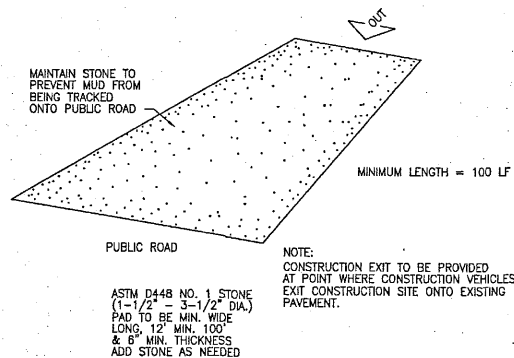 OUT
MAINTAIN STONE TO
PREVENT MUD FROM
BEING TRACKED
ONTO PUBLIC ROAD
MINIMUM LENGTH = 100 LF
PUBLIC ROAD
NOTE:
CONSTRUCTION EXIT TO BE PROVIDED
AT POINT WHERE CONSTRUCTION VEHICLES
EXIT CONSTRUCTION SITE ONTO EXISTING
PAVEMENT.
ASTM D448 NO. 1 STONE
(1-1/2" - 3-1/2" DIA.)
PAD TO BE MIN. WIDE
LONG, 12' MIN. 100'
& 6" MIN. THICKNESS
ADD STONE AS NEEDED